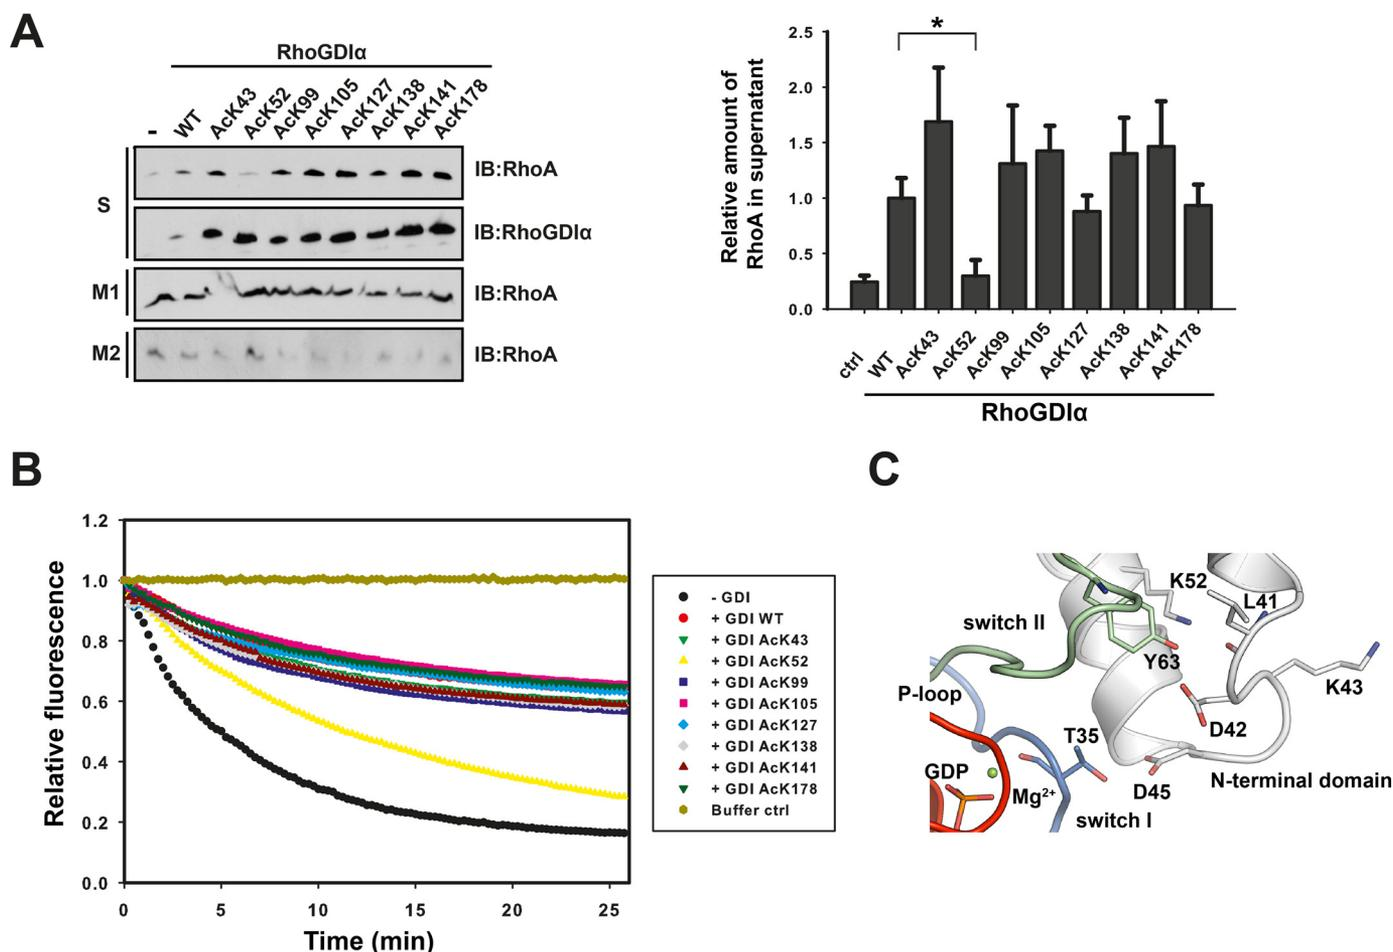 A
RhoGDIα
- WT AcK43 AcK52 AcK99 AcK105 AcK127 AcK138 AcK141 AcK178
S
IB:RhoA
IB:RhoGDIα
M1
IB:RhoA
M2
IB:RhoA
Relative amount of
RhoA in supernatant
2.5
2.0
1.5
1.0
0.5
0.0
*
ctrl WT AcK43 AcK52 AcK99 AcK105 AcK127 AcK138 AcK141 AcK178
RhoGDIα
B
Relative fluorescence
1.2
1.0
0.8
0.6
0.4
0.2
0.0
0 5 10 15 20 25
Time (min)
- GDI
+ GDI WT
+ GDI AcK43
+ GDI AcK52
+ GDI AcK99
+ GDI AcK105
+ GDI AcK127
+ GDI AcK138
+ GDI AcK141
+ GDI AcK178
Buffer ctrl
C
K52
L41
switch II
Y63
K43
P-loop
D42
T35
GDP
D45
N-terminal domain
Mg²⁺
switch I